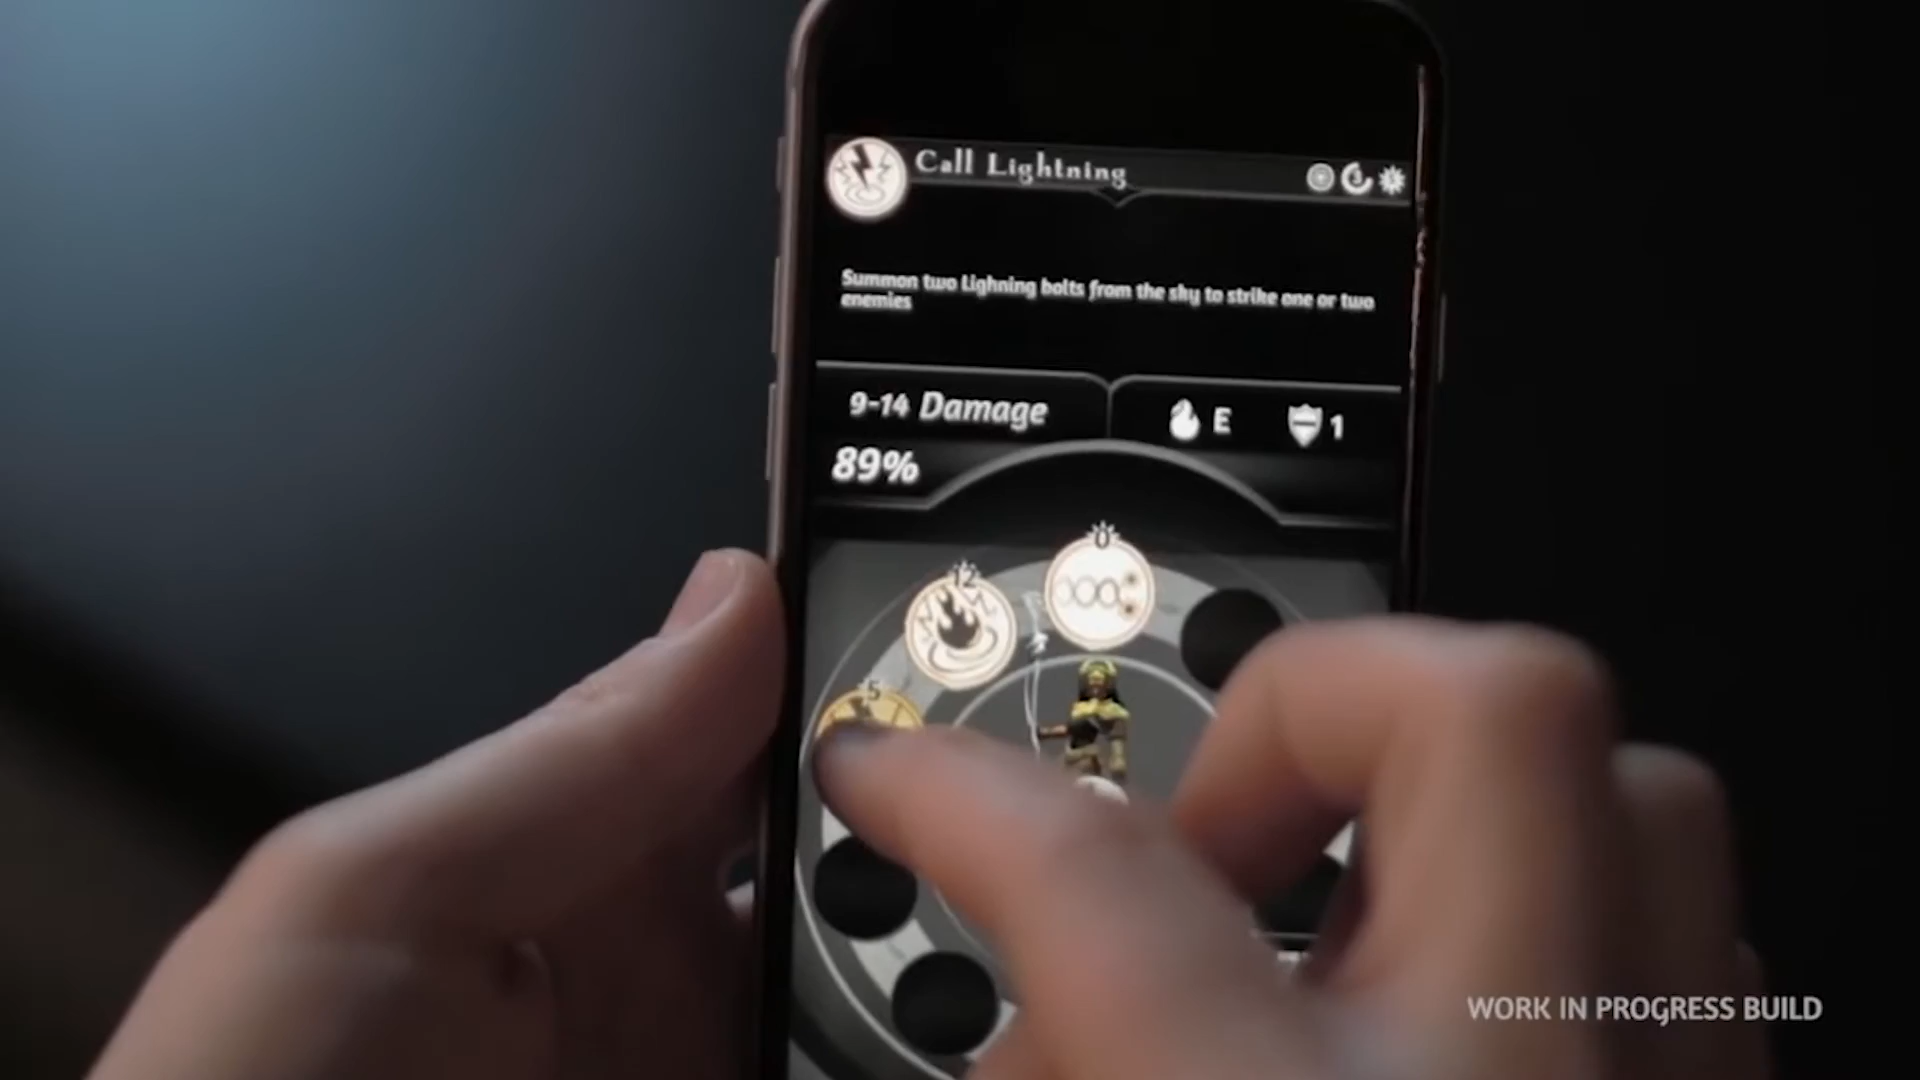 Call Lightning
Summon two Lighning bolts from the sky to strike one or two
enemies
9-14 Damage
E
1
89%
0
12
5
WORK IN PROGRESS BUILD